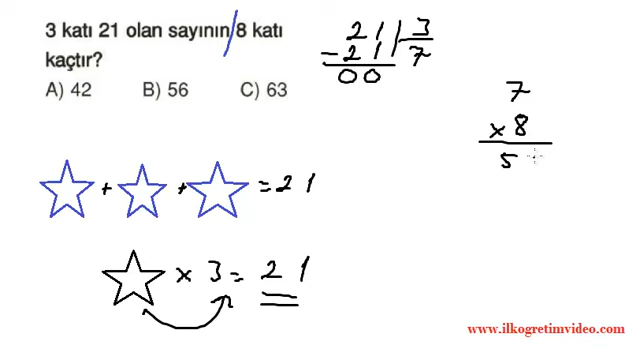 3 katı 21 olan sayının 8 katı
kaçtır?
A) 42 B) 56 C) 63
21 3
- 21 7
00
7
x 8
5
+ + = 21
x 3 = 21
www.ilkogretimvideo.com